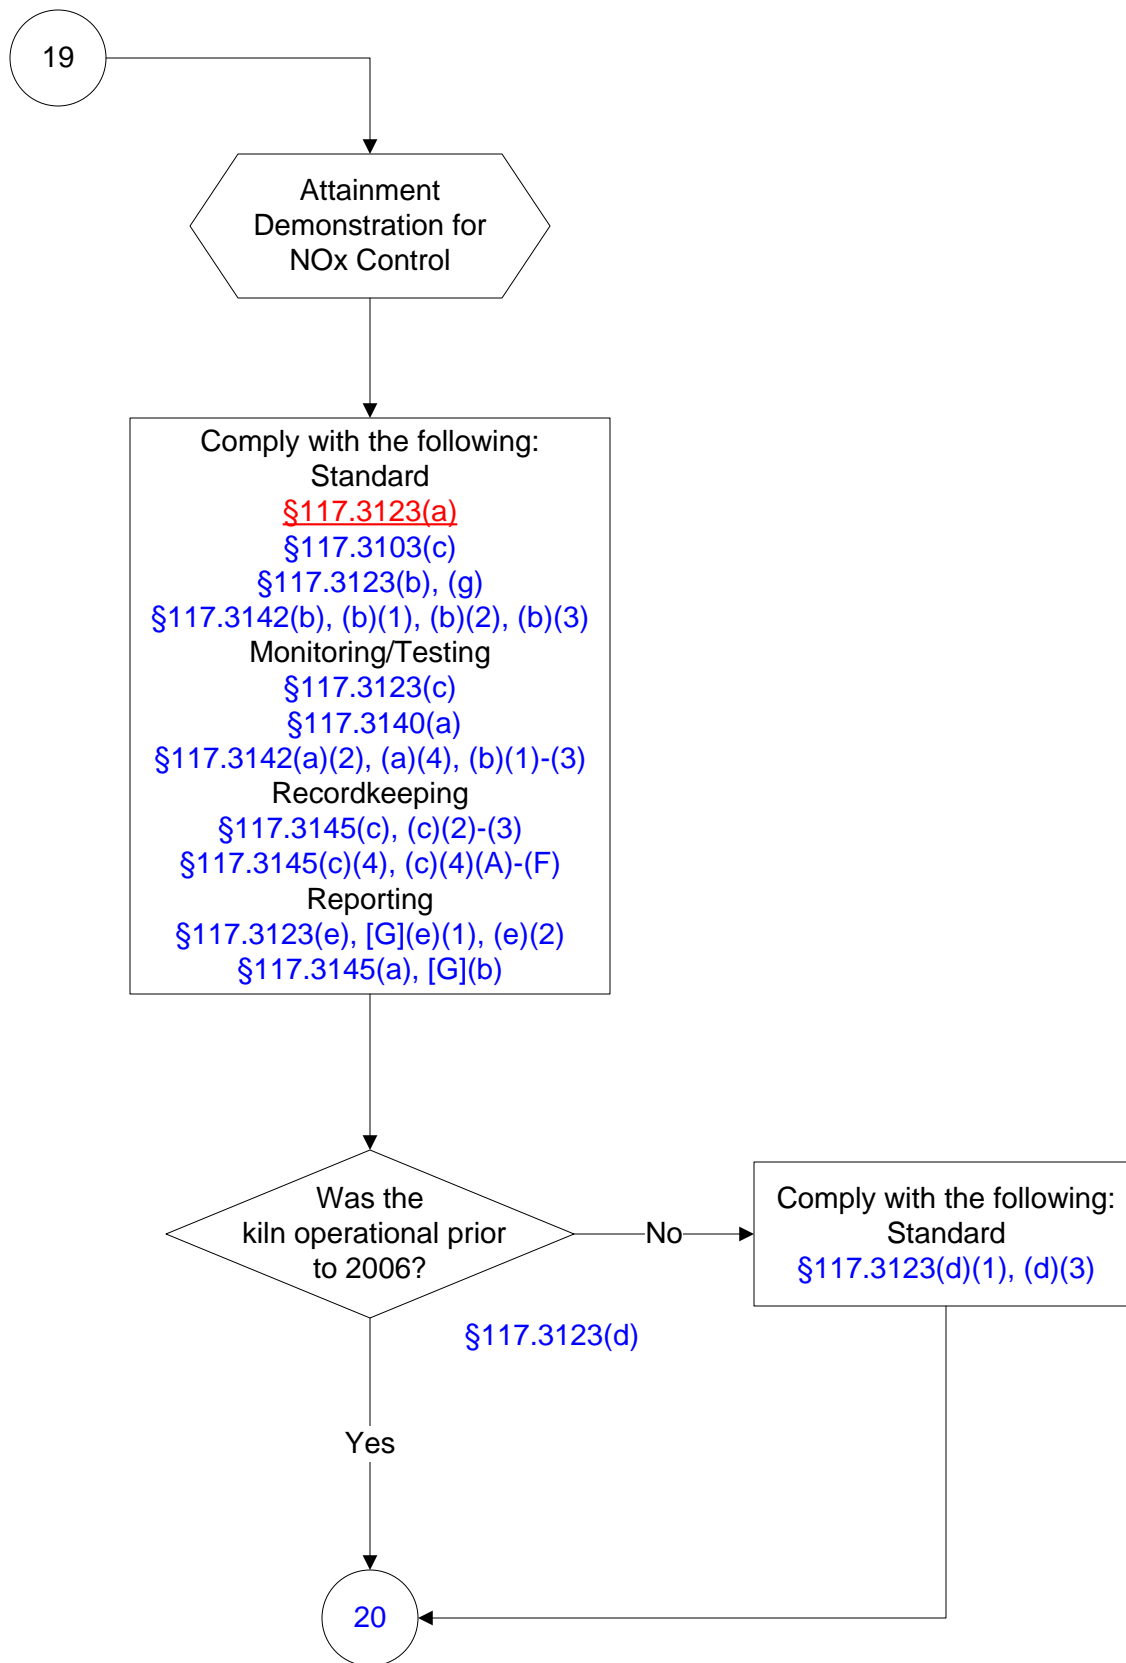 19
Attainment
Demonstration for
NOx Control
Comply with the following:
Standard
§117.3123(a)
§117.3103(c)
§117.3123(b), (g)
§117.3142(b), (b)(1), (b)(2), (b)(3)
Monitoring/Testing
§117.3123(c)
§117.3140(a)
§117.3142(a)(2), (a)(4), (b)(1)-(3)
Recordkeeping
§117.3145(c), (c)(2)-(3)
§117.3145(c)(4), (c)(4)(A)-(F)
Reporting
§117.3123(e), [G](e)(1), (e)(2)
§117.3145(a), [G](b)
Was the
kiln operational prior
to 2006?
No
Comply with the following:
Standard
§117.3123(d)(1), (d)(3)
§117.3123(d)
Yes
20